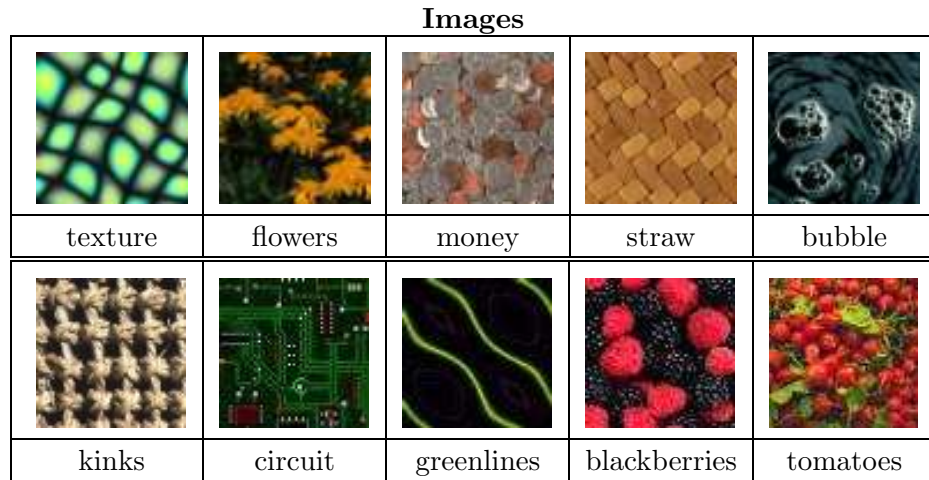 Images
texture flowers money straw bubble
kinks circuit greenlines blackberries tomatoes